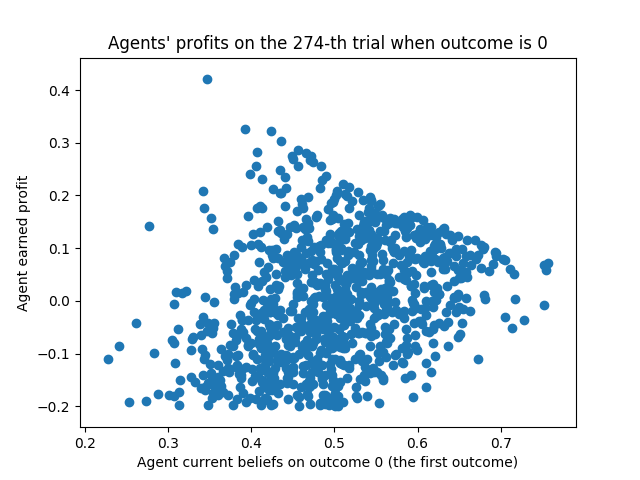 Agents' profits on the 274-th trial when outcome is 0
0.4
0.3
0.2
0.1
0.0
−0.1
−0.2
Agent earned profit
0.2 0.3 0.4 0.5 0.6 0.7
Agent current beliefs on outcome 0 (the first outcome)